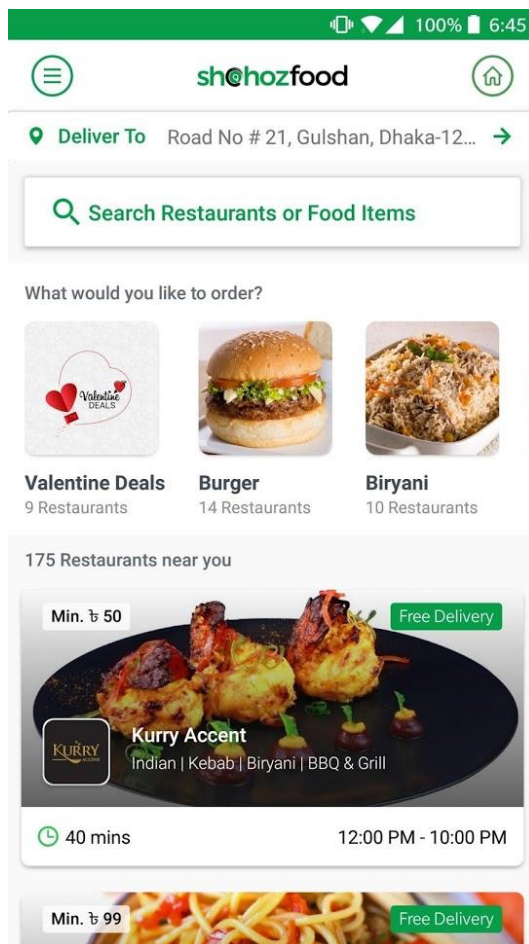 100% 6:45
shohozfood
Deliver To Road No # 21, Gulshan, Dhaka-12... →
Search Restaurants or Food Items
What would you like to order?
Valentine
DEALS
Valentine Deals Burger Biryani
9 Restaurants 14 Restaurants 10 Restaurants
175 Restaurants near you
Min. ৳ 50 Free Delivery
KURRY
ACCENT
Kurry Accent
Indian | Kebab | Biryani | BBQ & Grill
40 mins 12:00 PM - 10:00 PM
Min. ৳ 99 Free Delivery